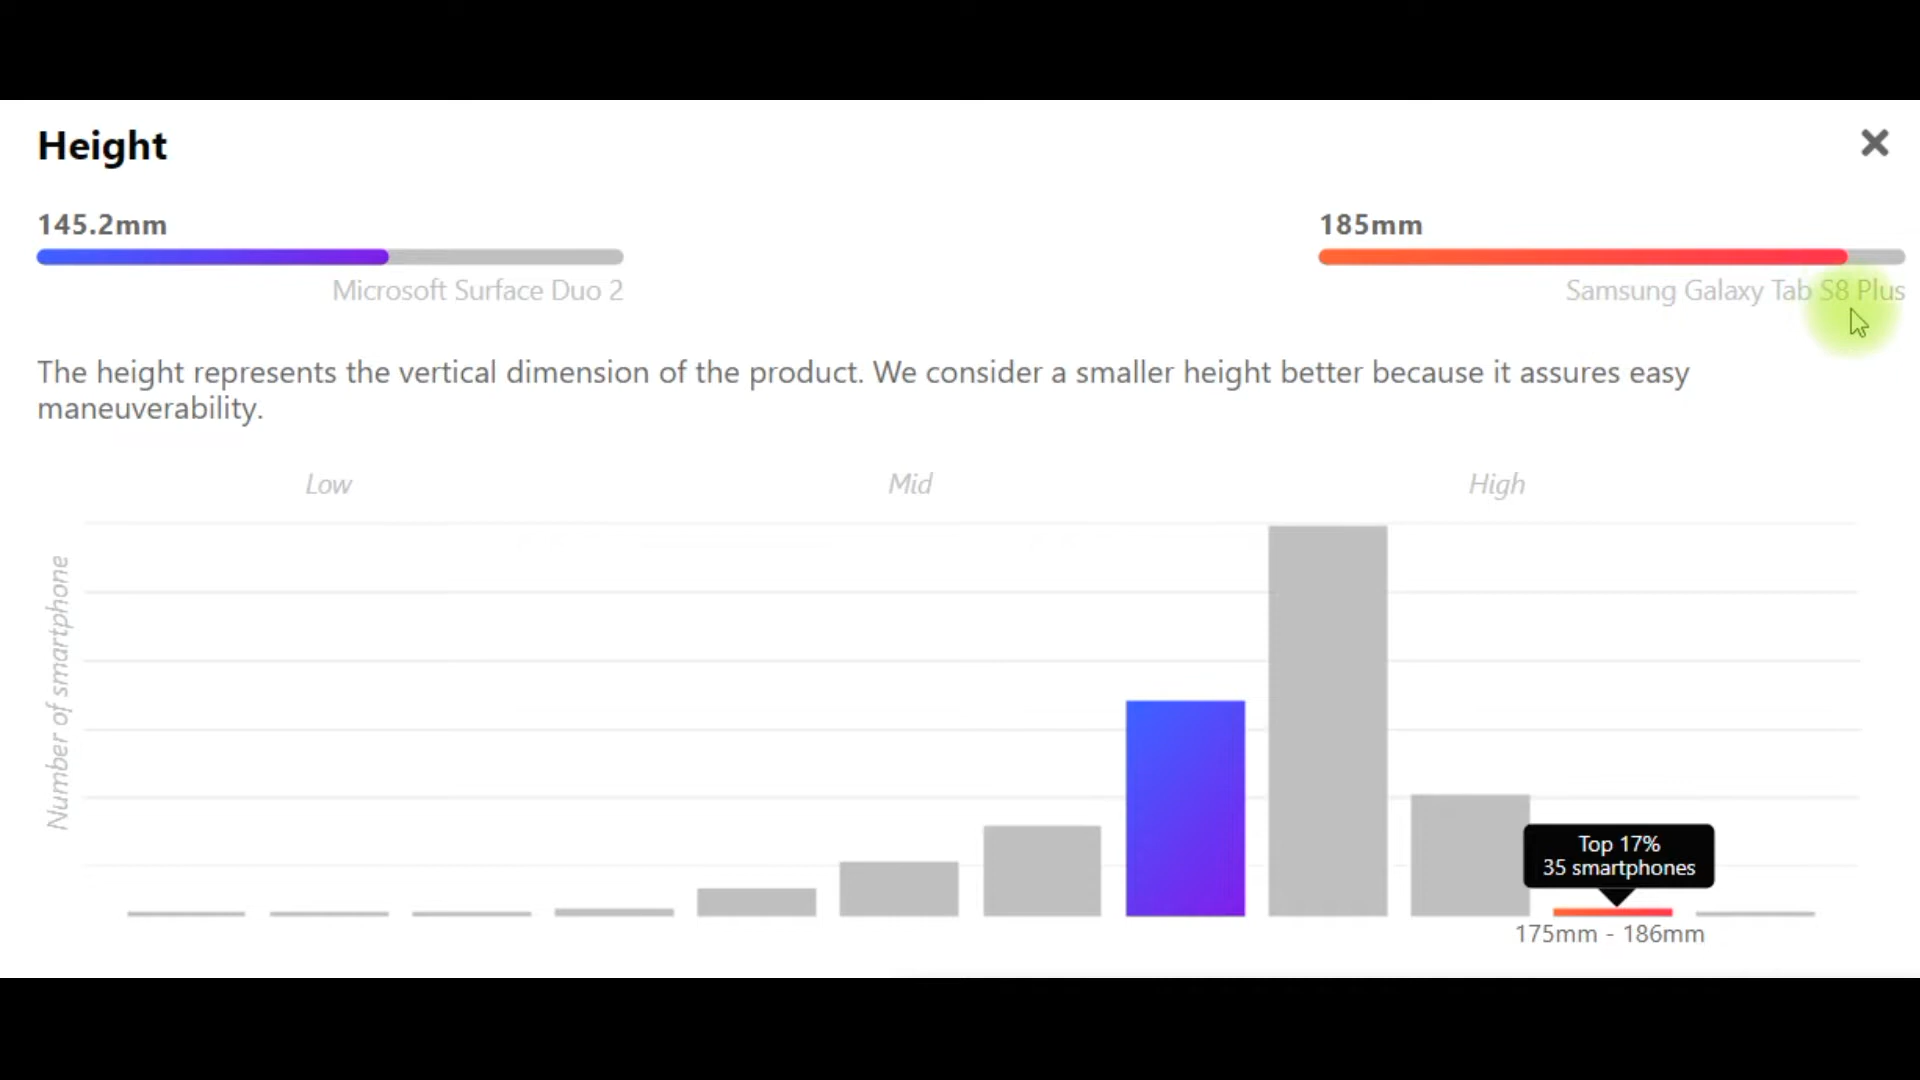 Height
145.2mm
Microsoft Surface Duo 2
185mm
Samsung Galaxy Tab S8 Plus
The height represents the vertical dimension of the product. We consider a smaller height better because it assures easy
maneuverability.
Low Mid High
Number of smartphone
Top 17%
35 smartphones
175mm - 186mm